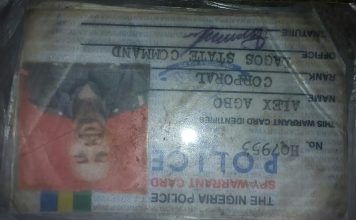 THE NIGERIA POLICE
SPY WARRANT CARD
POLICE
No. HQ7953
THIS WARRANT CARD IDENTIFIES
NAME ALEX AGBO
RANK CORPORAL
OFFICE LAGOS STATE COMMAND
SIGNATURE